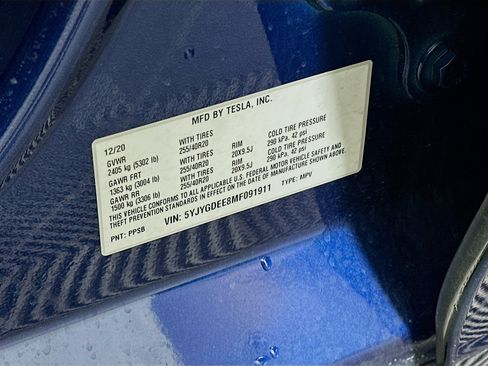 MFD BY TESLA, INC.
12/20
GVWR WITH TIRES COLD TIRE PRESSURE
2405 kg (5302 lb) 255/40R20 RIM 20X9.5J 290 kPa, 42 psi
GAWR FRT WITH TIRES COLD TIRE PRESSURE
1363 kg (3004 lb) 255/40R20 RIM 20X9.5J 290 kPa, 42 psi
GAWR RR
1500 kg (3306 lb)
THIS VEHICLE CONFORMS TO ALL APPLICABLE U.S. FEDERAL MOTOR VEHICLE SAFETY AND
THEFT PREVENTION STANDARDS IN EFFECT ON THE DATE OF MANUFACTURE SHOWN ABOVE.
PNT: PPSB VIN: 5YJYGDEE8MF091911 TYPE: MPV